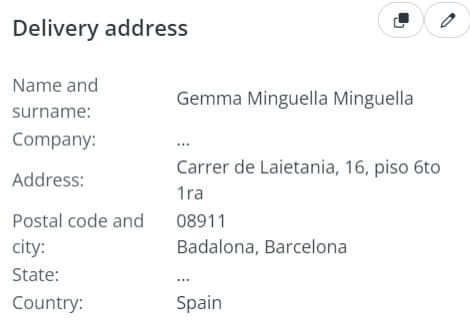 Delivery address
Name and surname: Gemma Minguella Minguella
Company: ...
Address: Carrer de Laietania, 16, piso 6to 1ra
Postal code and city: 08911
Badalona, Barcelona
State: ...
Country: Spain